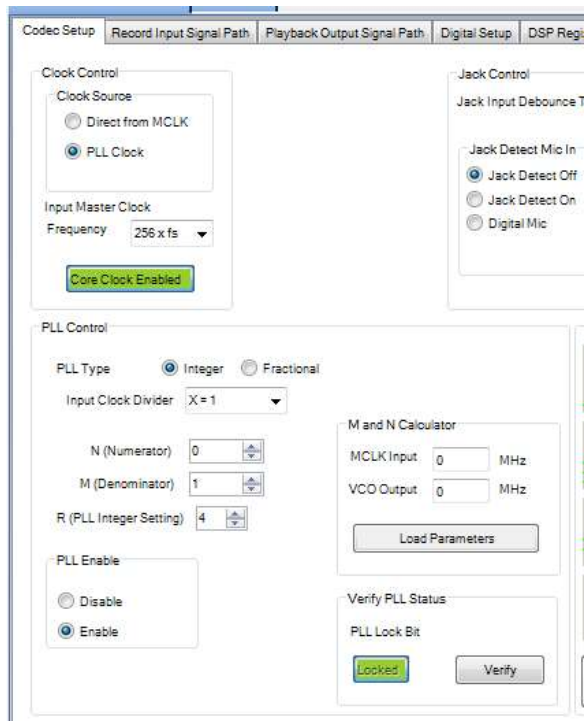 Codec Setup
Record Input Signal Path
Playback Output Signal Path
Digital Setup
DSP Regi
Clock Control
Clock Source
Direct from MCLK
PLL Clock
Input Master Clock
Frequency
256 x fs
Core Clock Enabled
Jack Control
Jack Input Debounce T
Jack Detect Mic In
Jack Detect Off
Jack Detect On
Digital Mic
PLL Control
PLL Type
Integer
Fractional
Input Clock Divider
X = 1
N (Numerator)
0
M (Denominator)
1
R (PLL Integer Setting)
4
PLL Enable
Disable
Enable
M and N Calculator
MCLK Input
0
MHz
VCO Output
0
MHz
Load Parameters
Verify PLL Status
PLL Lock Bit
Locked
Verify